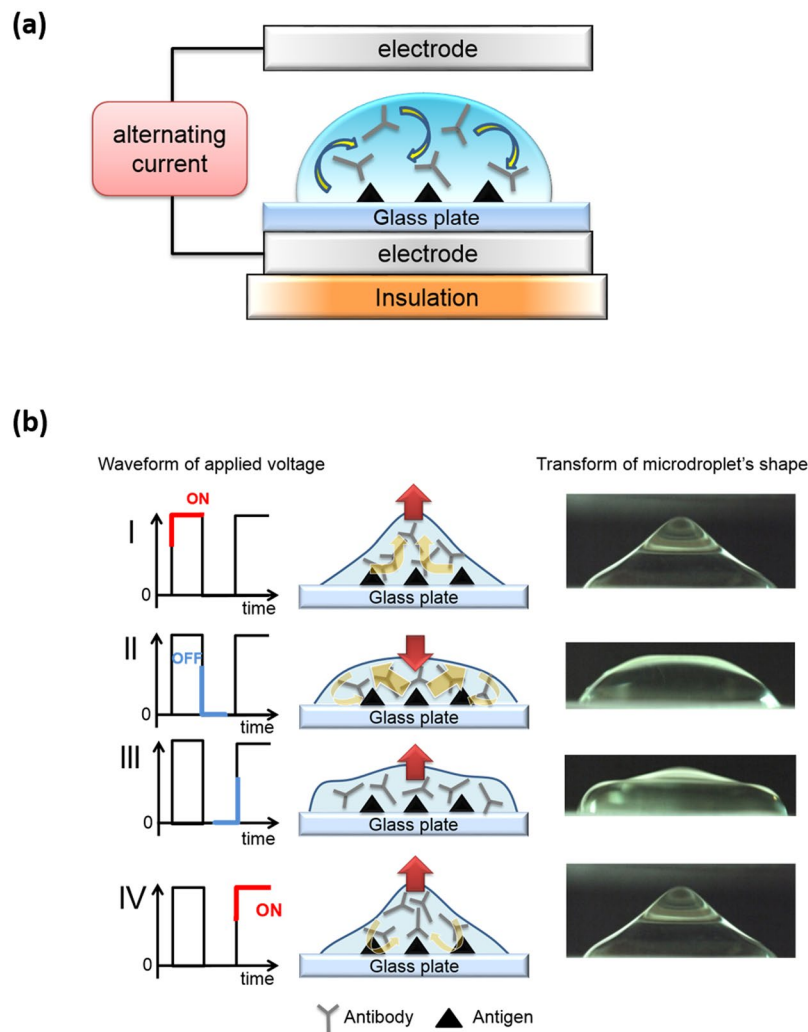 (a)
electrode
alternating
current
Glass plate
electrode
Insulation
(b)
Waveform of applied voltage
Transform of microdroplet's shape
I
ON
0
time
Glass plate
II
OFF
0
time
Glass plate
III
0
time
Glass plate
IV
ON
0
time
Glass plate
Antibody
Antigen